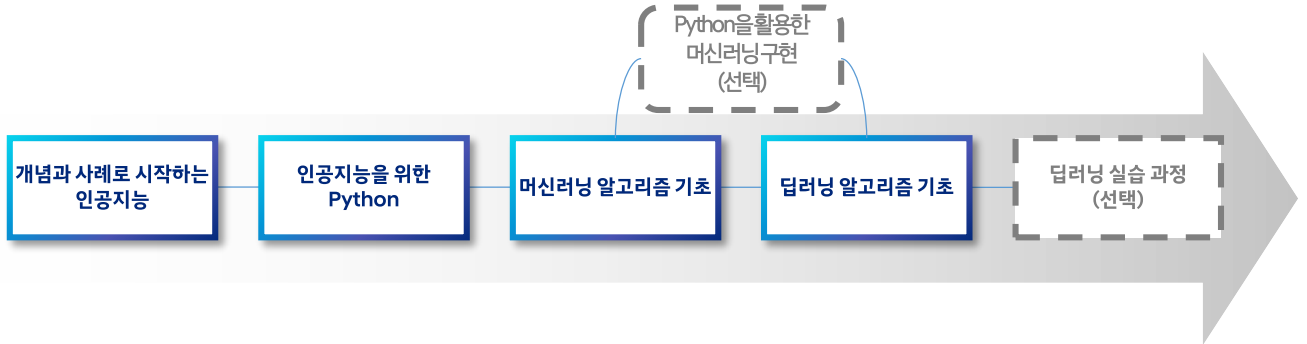 Python을활용한
머신러닝구현
(선택)
개념과 사례로 시작하는
인공지능
인공지능을 위한
Python
머신러닝 알고리즘 기초
딥러닝 알고리즘 기초
딥러닝 실습 과정
(선택)